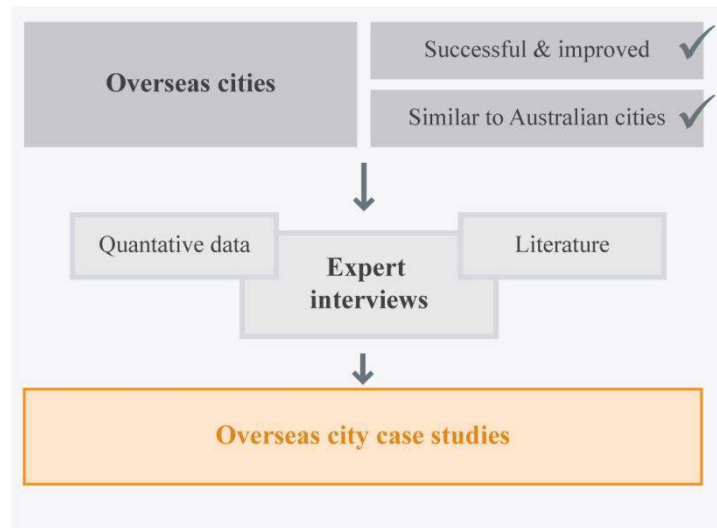 Overseas cities
Successful & improved
Similar to Australian cities
Quantative data
Expert
interviews
Literature
Overseas city case studies